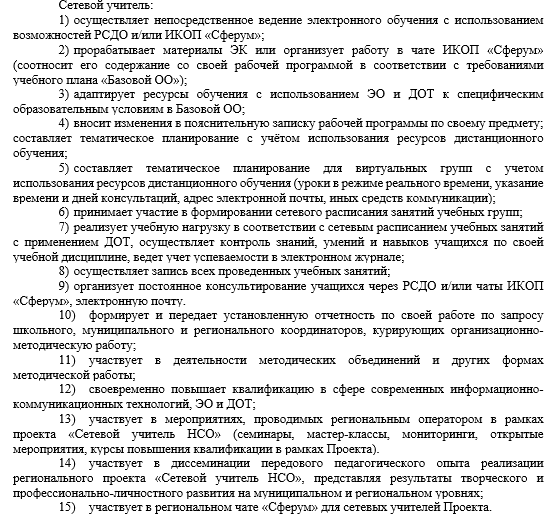 Сетевой учитель:
1) осуществляет непосредственное ведение электронного обучения с использованием
возможностей РСДО и/или ИКОП «Сферум»;
2) прорабатывает материалы ЭК или организует работу в чате ИКОП «Сферум»
(соотносит его содержание со своей рабочей программой в соответствии с требованиями
учебного плана «Базовой ОО»);
3) адаптирует ресурсы обучения с использованием ЭО и ДОТ к специфическим
образовательным условиям в Базовой ОО;
4) вносит изменения в пояснительную записку рабочей программы по своему предмету;
составляет тематическое планирование с учётом использования ресурсов дистанционного
обучения;
5) составляет тематическое планирование для виртуальных групп с учетом
использования ресурсов дистанционного обучения (уроки в режиме реального времени, указание
времени и дней консультаций, адрес электронной почты, иных средств коммуникации);
6) принимает участие в формировании сетевого расписания занятий учебных групп;
7) реализует учебную нагрузку в соответствии с сетевым расписанием учебных занятий
с применением ДОТ, осуществляет контроль знаний, умений и навыков учащихся по своей
учебной дисциплине, ведет учет успеваемости в электронном журнале;
8) осуществляет запись всех проведенных учебных занятий;
9) организует постоянное консультирование учащихся через РСДО и/или чаты ИКОП
«Сферум», электронную почту.
10) формирует и передает установленную отчетность по своей работе по запросу
школьного, муниципального и регионального координаторов, курирующих организационно-
методическую работу;
11) участвует в деятельности методических объединений и других формах
методической работы;
12) своевременно повышает квалификацию в сфере современных информационно-
коммуникационных технологий, ЭО и ДОТ;
13) участвует в мероприятиях, проводимых региональным оператором в рамках
проекта «Сетевой учитель НСО» (семинары, мастер-классы, мониторинги, открытые
мероприятия, курсы повышения квалификации в рамках Проекта).
14) участвует в диссеминации передового педагогического опыта реализации
регионального проекта «Сетевой учитель НСО», представляя результаты творческого и
профессионально-личностного развития на муниципальном и региональном уровнях;
15) участвует в региональном чате «Сферум» для сетевых учителей Проекта.